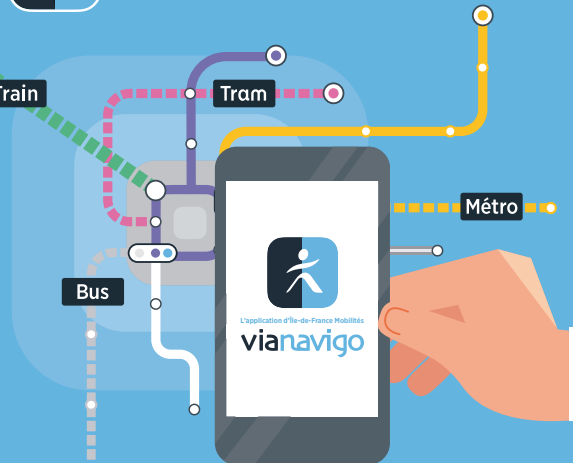 Train
Tram
Métro
Bus
L'application d'Île-de-France Mobilités
vianavigo